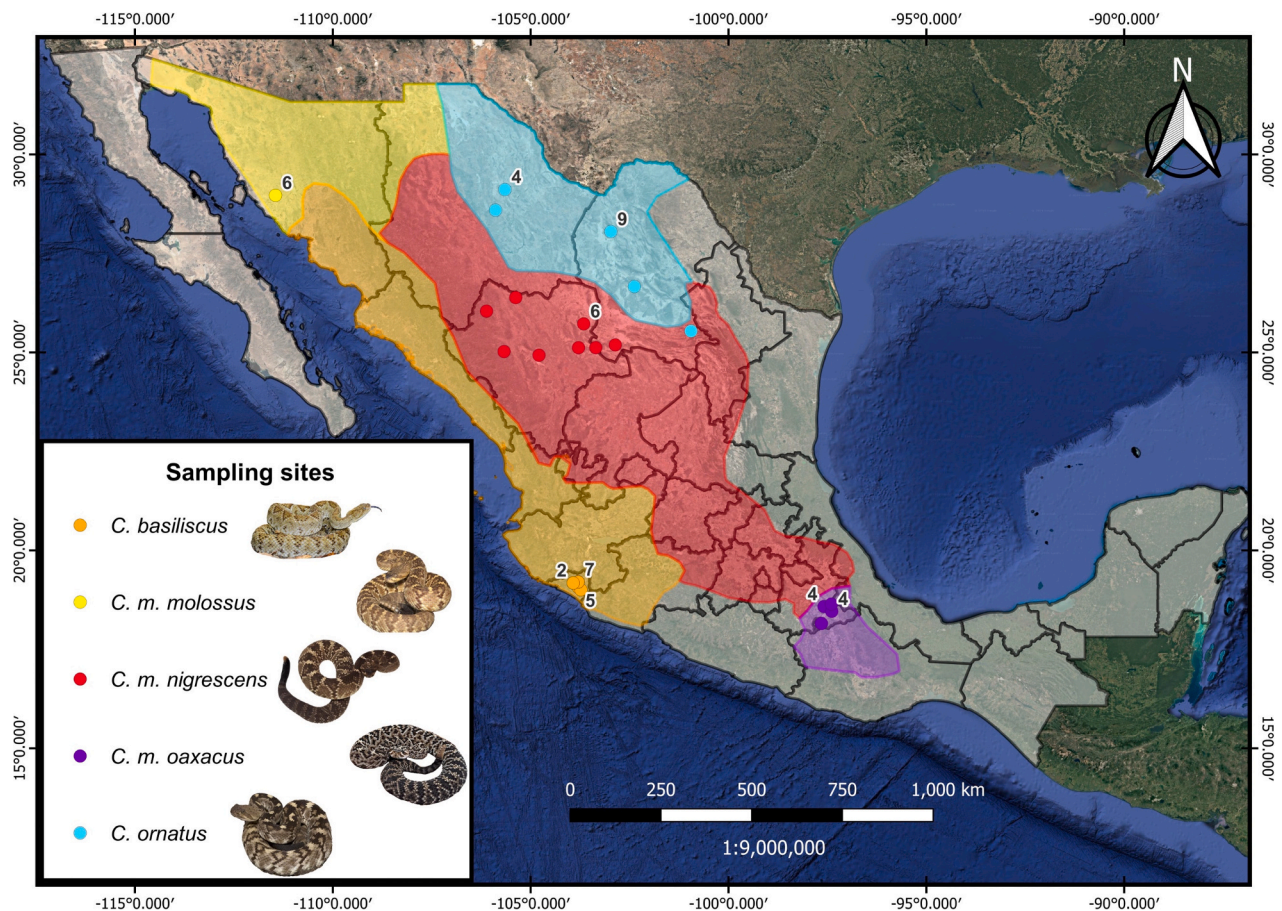 -115°0.000′ -110°0.000′ -105°0.000′ -100°0.000′ -95°0.000′ -90°0.000′
N
30°0.000′ 30°0.000′
6
4
9
6
25°0.000′ 25°0.000′
20°0.000′ 20°0.000′
2 7
5
4 4
15°0.000′ 15°0.000′
Sampling sites
C. basiliscus
C. m. molossus
C. m. nigrescens
C. m. oaxacus
C. ornatus
0 250 500 750 1,000 km
1:9,000,000
-115°0.000′ -110°0.000′ -105°0.000′ -100°0.000′ -95°0.000′ -90°0.000′